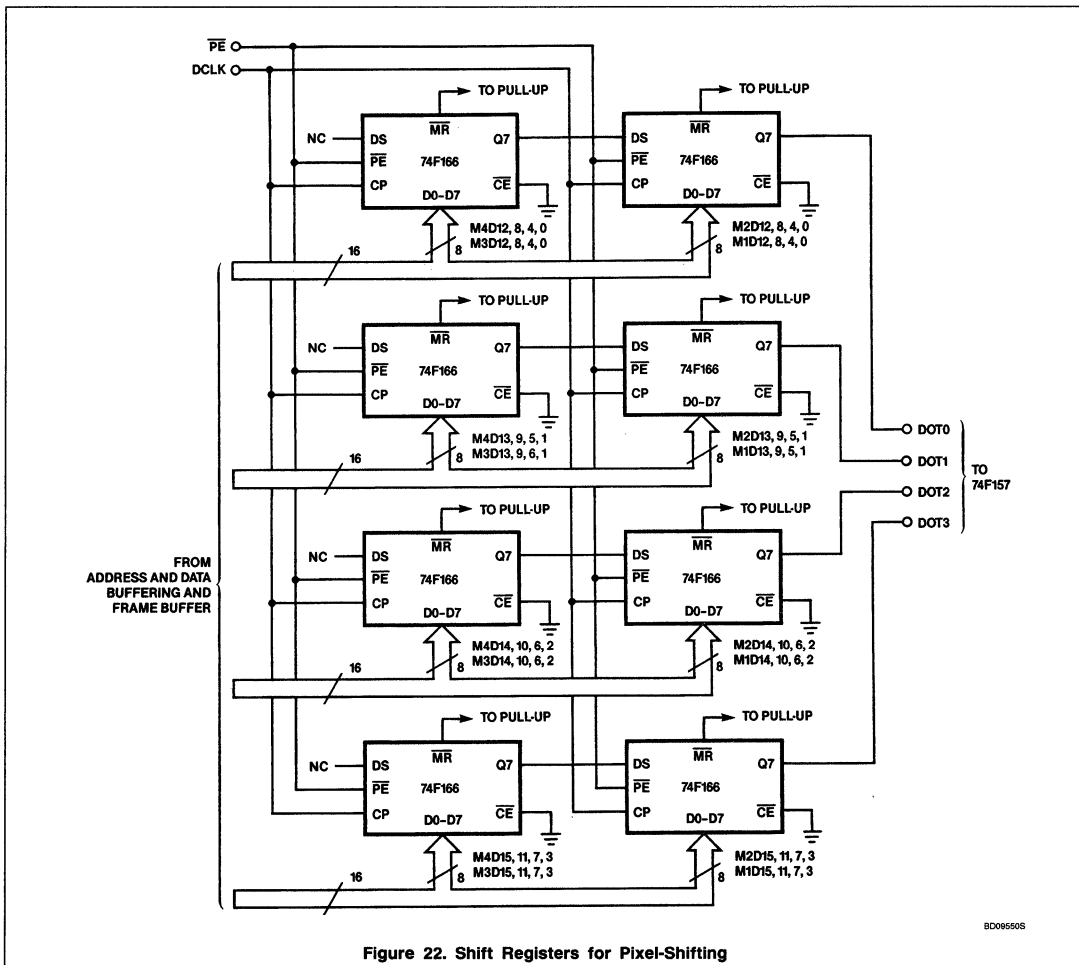 PE
DCLK
TO PULL-UP
TO PULL-UP
NC
DS
MR
Q7
PE
74F166
CP
CE
D0–D7
DS
MR
Q7
PE
74F166
CP
CE
D0–D7
16
8
M4D12, 8, 4, 0
M3D12, 8, 4, 0
8
M2D12, 8, 4, 0
M1D12, 8, 4, 0
TO PULL-UP
TO PULL-UP
NC
DS
MR
Q7
PE
74F166
CP
CE
D0–D7
DS
MR
Q7
PE
74F166
CP
CE
D0–D7
16
8
M4D13, 9, 5, 1
M3D13, 9, 6, 1
8
M2D13, 9, 5, 1
M1D13, 9, 5, 1
DOT0
DOT1
DOT2
DOT3
TO
74F157
TO PULL-UP
TO PULL-UP
NC
DS
MR
Q7
PE
74F166
CP
CE
D0–D7
DS
MR
Q7
PE
74F166
CP
CE
D0–D7
FROM
ADDRESS AND DATA
BUFFERING AND
FRAME BUFFER
16
8
M4D14, 10, 6, 2
M3D14, 10, 6, 2
8
M2D14, 10, 6, 2
M1D14, 10, 6, 2
TO PULL-UP
TO PULL-UP
NC
DS
MR
Q7
PE
74F166
CP
CE
D0–D7
DS
MR
Q7
PE
74F166
CP
CE
D0–D7
16
8
M4D15, 11, 7, 3
M3D15, 11, 7, 3
8
M2D15, 11, 7, 3
M1D15, 11, 7, 3
BD09550S
Figure 22. Shift Registers for Pixel-Shifting